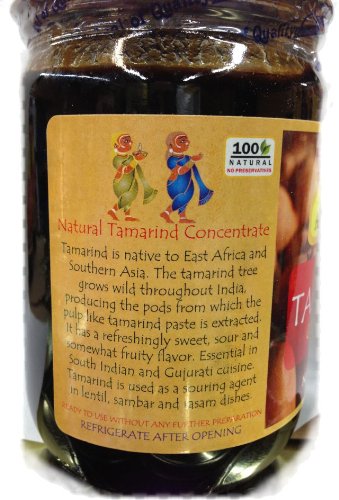 100%
NATURAL
NO PRESERVATIVES
Natural Tamarind Concentrate
Tamarind is native to East Africa and
Southern Asia. The tamarind tree
grows wild throughout India,
producing the pods from which the
pulp like tamarind paste is extracted.
It has a refreshingly sweet, sour and
somewhat fruity flavor. Essential in
South Indian and Gujurati cuisine.
Tamarind is used as a souring agent
in lentil, sambar and rasam dishes.
READY TO USE WITHOUT ANY FURTHER PREPARATION
REFRIGERATE AFTER OPENING
TA